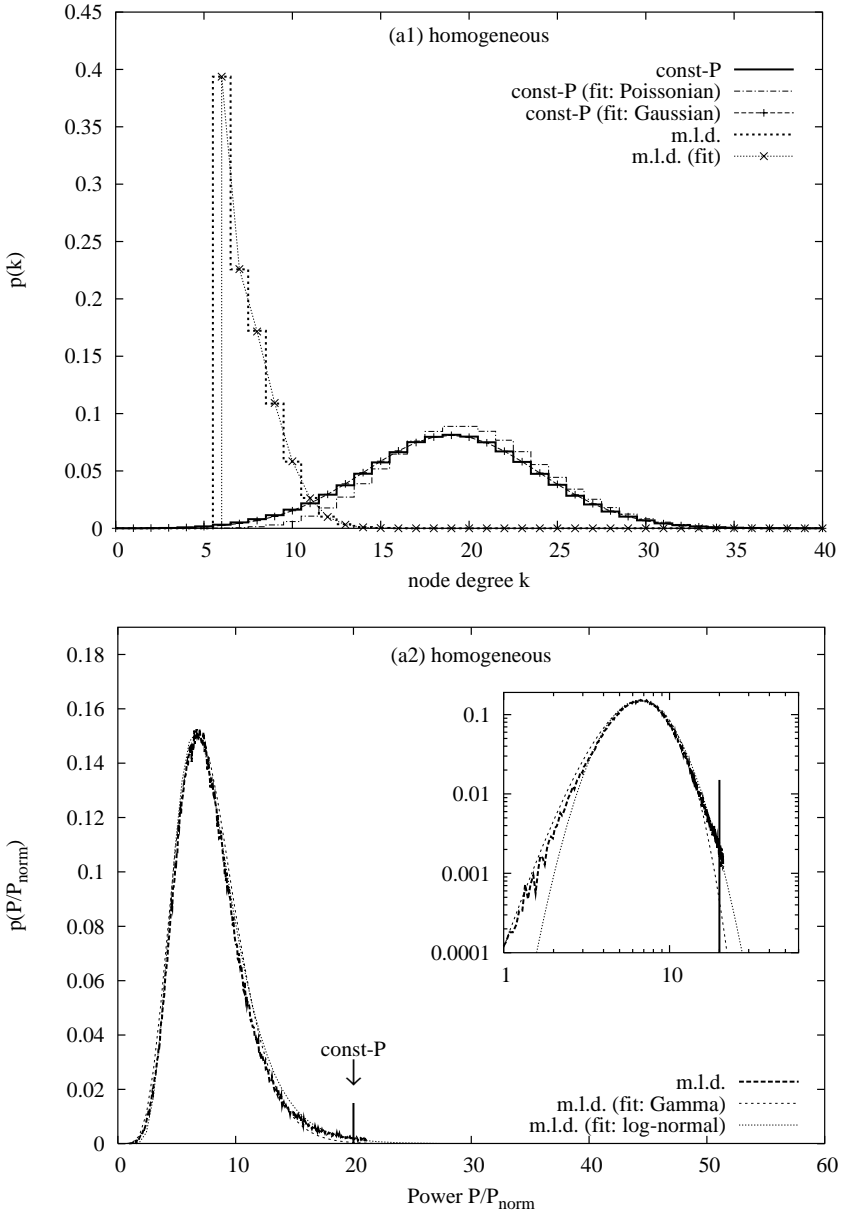 (a1) homogeneous
const-P
const-P (fit: Poissonian)
const-P (fit: Gaussian)
m.l.d.
m.l.d. (fit)
0.45
0.4
0.35
0.3
0.25
0.2
0.15
0.1
0.05
0
p(k)
0 5 10 15 20 25 30 35 40
node degree k
(a2) homogeneous
0.18
0.16
0.14
0.12
0.1
0.08
0.06
0.04
0.02
0
p(P/P_norm)
0.1
0.01
0.001
0.0001
1 10
const-P
m.l.d.
m.l.d. (fit: Gamma)
m.l.d. (fit: log-normal)
0 10 20 30 40 50 60
Power P/P_norm